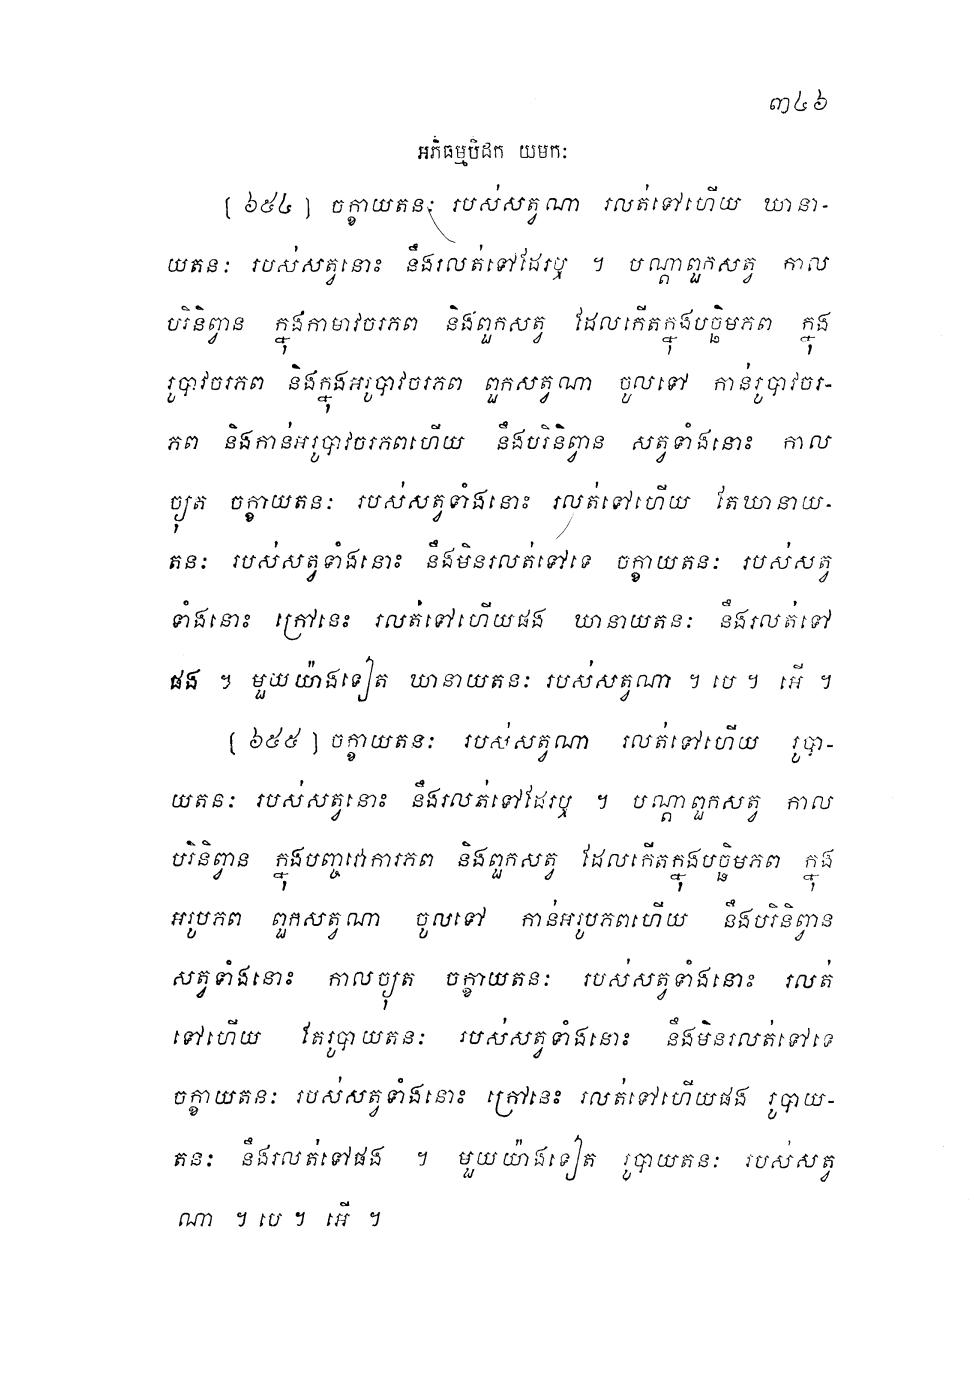 ៣៤៦
អភិធម្មបិដក យមកៈ
[ ៦៥៤ ] ចក្ខាយតនៈ របស់សត្វណា រលត់ទៅហើយ ឃានា-
យតនៈ របស់សត្វនោះ នឹងរលត់ទៅដែរឬ ។ បណ្តាពួកសត្វ កាល
បរិនិព្វាន ក្នុងកាមាវចរភព និងពួកសត្វ ដែលកើតក្នុងបច្ឆិមភព ក្នុង
រូបាវចរភព និងក្នុងអរូបាវចរភព ពួកសត្វណា ចូលទៅ កាន់រូបាវចរ-
ភព និងកាន់អរូបាវចរភពហើយ នឹងបរិនិព្វាន សត្វទាំងនោះ កាល
ច្យុត ចក្ខាយតនៈ របស់សត្វទាំងនោះ រលត់ទៅហើយ តែឃានាយ-
តនៈ របស់សត្វទាំងនោះ នឹងមិនរលត់ទៅទេ ចក្ខាយតនៈ របស់សត្វ
ទាំងនោះ ក្រៅនេះ រលត់ទៅហើយផង ឃានាយតនៈ នឹងរលត់ទៅ
ផង ។ មួយយ៉ាងទៀត ឃានាយតនៈ របស់សត្វណា ។ បេ ។ អើ ។
[ ៦៥៥ ] ចក្ខាយតនៈ របស់សត្វណា រលត់ទៅហើយ រូបា-
យតនៈ របស់សត្វនោះ នឹងរលត់ទៅដែរឬ ។ បណ្តាពួកសត្វ កាល
បរិនិព្វាន ក្នុងបញ្ចវោការភព និងពួកសត្វ ដែលកើតក្នុងបច្ឆិមភព ក្នុង
អរូបភព ពួកសត្វណា ចូលទៅ កាន់អរូបភពហើយ នឹងបរិនិព្វាន
សត្វទាំងនោះ កាលច្យុត ចក្ខាយតនៈ របស់សត្វទាំងនោះ រលត់
ទៅហើយ តែរូបាយតនៈ របស់សត្វទាំងនោះ នឹងមិនរលត់ទៅទេ
ចក្ខាយតនៈ របស់សត្វទាំងនោះ ក្រៅនេះ រលត់ទៅហើយផង រូបាយ-
តនៈ នឹងរលត់ទៅផង ។ មួយយ៉ាងទៀត រូបាយតនៈ របស់សត្វ
ណា ។ បេ ។ អើ ។